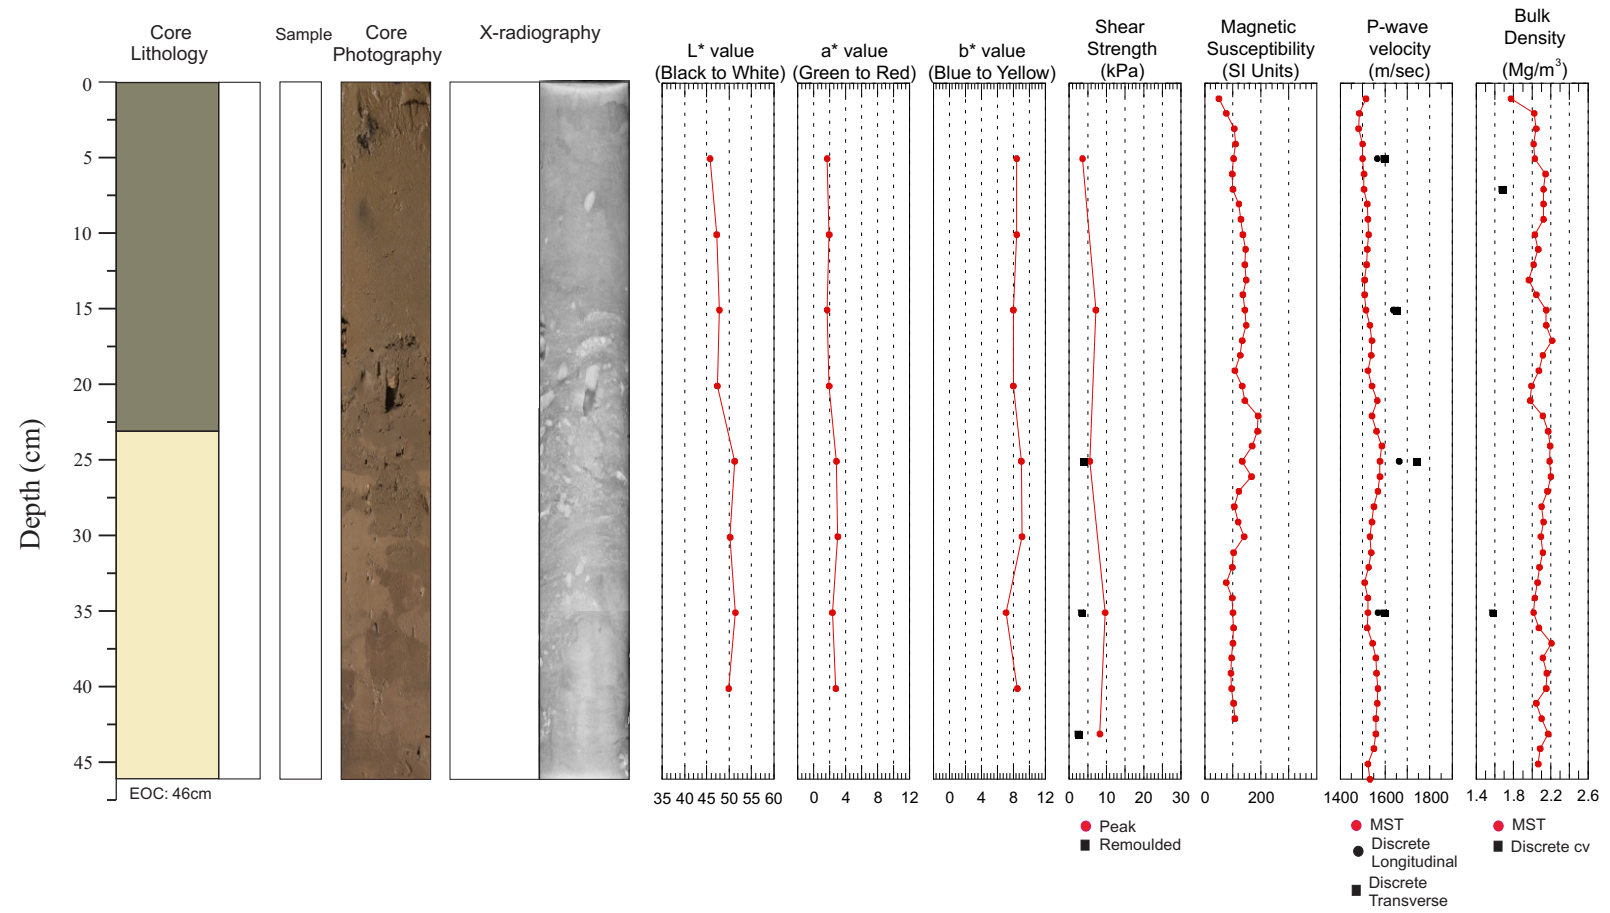 Core
Lithology
Sample
Core
Photography
X-radiography
L* value
(Black to White)
a* value
(Green to Red)
b* value
(Blue to Yellow)
Shear
Strength
(kPa)
Magnetic
Susceptibility
(SI Units)
P-wave
velocity
(m/sec)
Bulk
Density
(Mg/m³)
Depth (cm)
0
5
10
15
20
25
30
35
40
45
EOC: 46cm
35 40 45 50 55 60
0 4 8 12
0 4 8 12
0 10 20 30
0 200
1400 1600 1800
1.4 1.8 2.2 2.6
Peak
Remoulded
MST
Discrete
Longitudinal
Discrete
Transverse
MST
Discrete cv